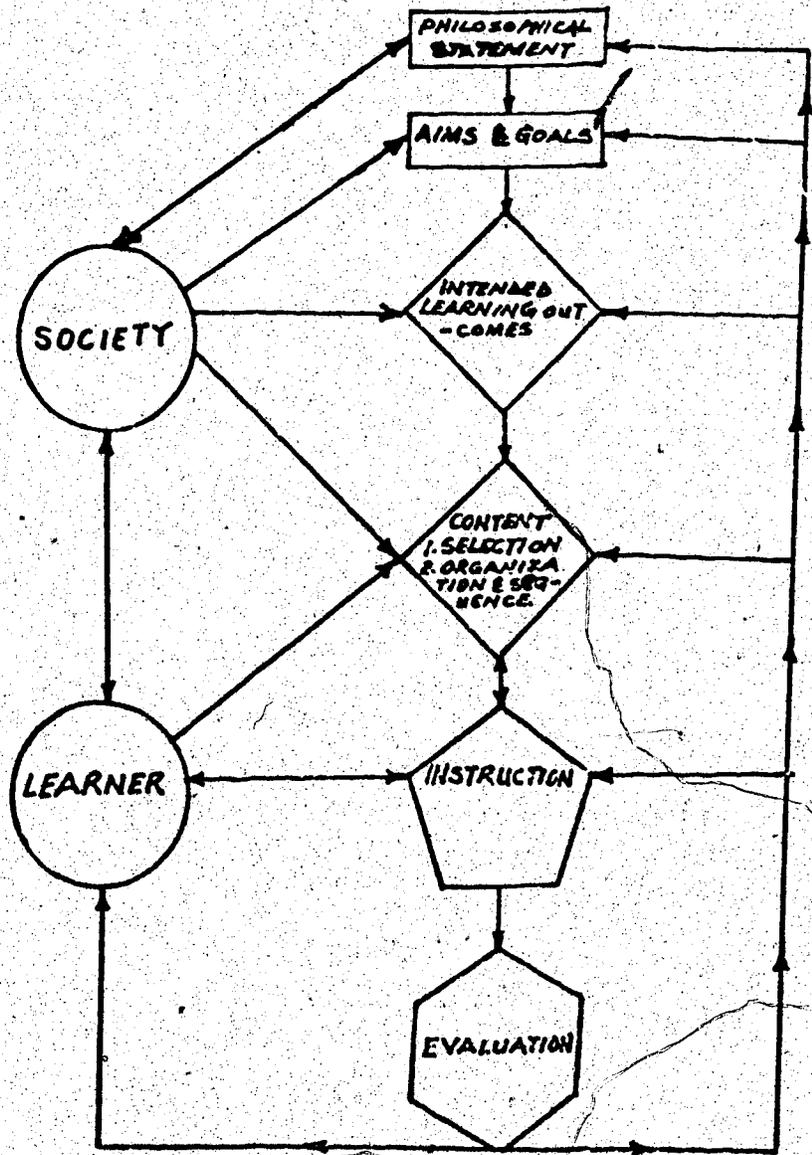 PHILOSOPHICAL
STATEMENT
AIMS & GOALS
INTENDED
LEARNING OUT
-COMES
SOCIETY
CONTENT
1. SELECTION
2. ORGANIZA
TION & SEQ-
UENCE.
LEARNER
INSTRUCTION
EVALUATION